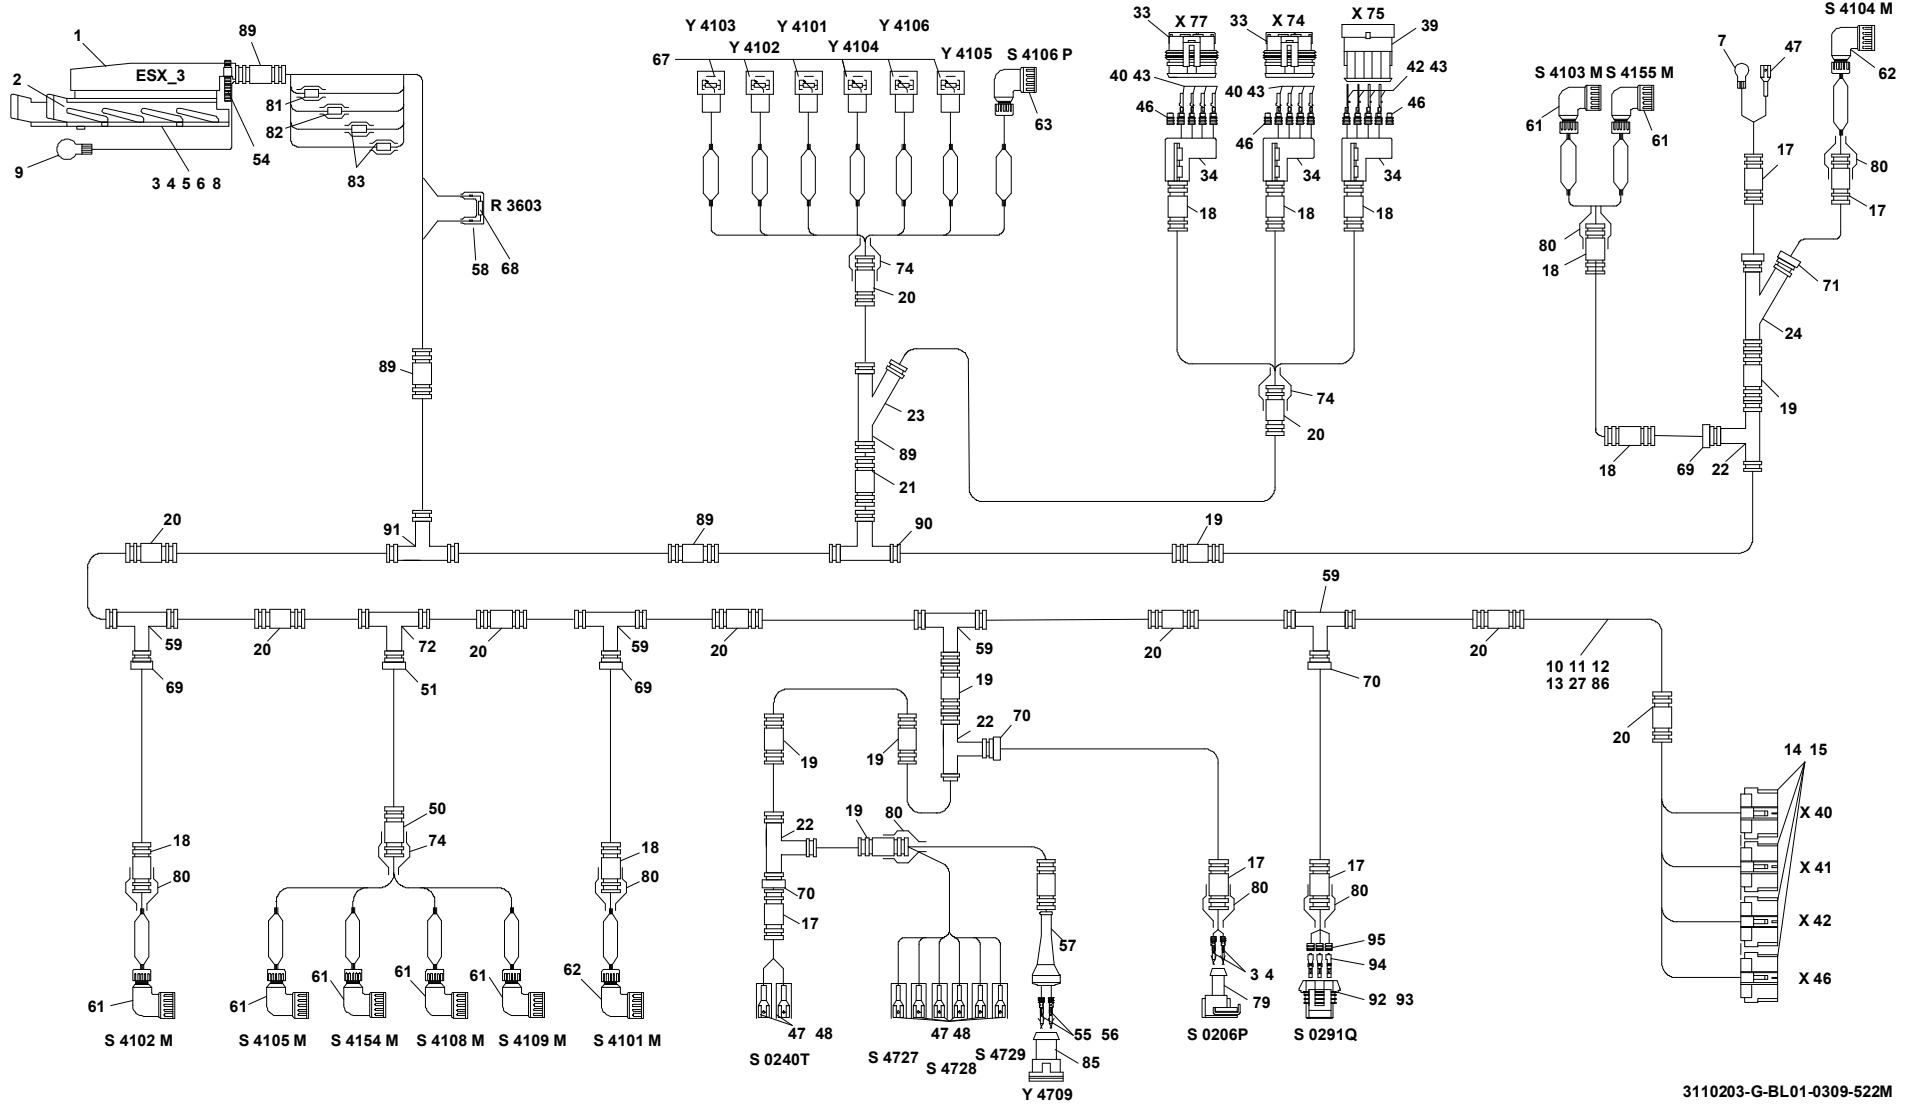 S 4104 M
33 X 77 33 X 74 X 75 39
Y 4103 Y 4101 Y 4106
1 89
7 47
Y 4102 Y 4104 Y 4105 S 4106 P
67
ESX_3
2
40 43 40 43 42 43
S 4103 M S 4155 M
62
81
46 46 46
82
63
61 61
9 54
3 4 5 6 8 83
34 34 34
17 80
R 3603
18 18 18
17
80
58 68
74
18
71
20
24
89
74
23
19
20
89
18 69 22
21
20 91 89 90 19
59
59 20 72 20 59 20 59 20 20
69 51 69 19 70
10 11 12
13 27 86
22 70
20
19 19
14 15
50
19 80
X 40
18 74 22 18
80 80
17 80 17 80
X 41
70
17
X 42
57
95
94
61 61 61 61 61 62
3 4
X 46
79
92 93
47 48 47 48 55 56
S 4102 M S 4105 M S 4154 M S 4108 M S 4109 M S 4101 M
S 0206P S 0291Q
S 0240T S 4727 S 4728 S 4729
85
Y 4709
3110203-G-BL01-0309-522M